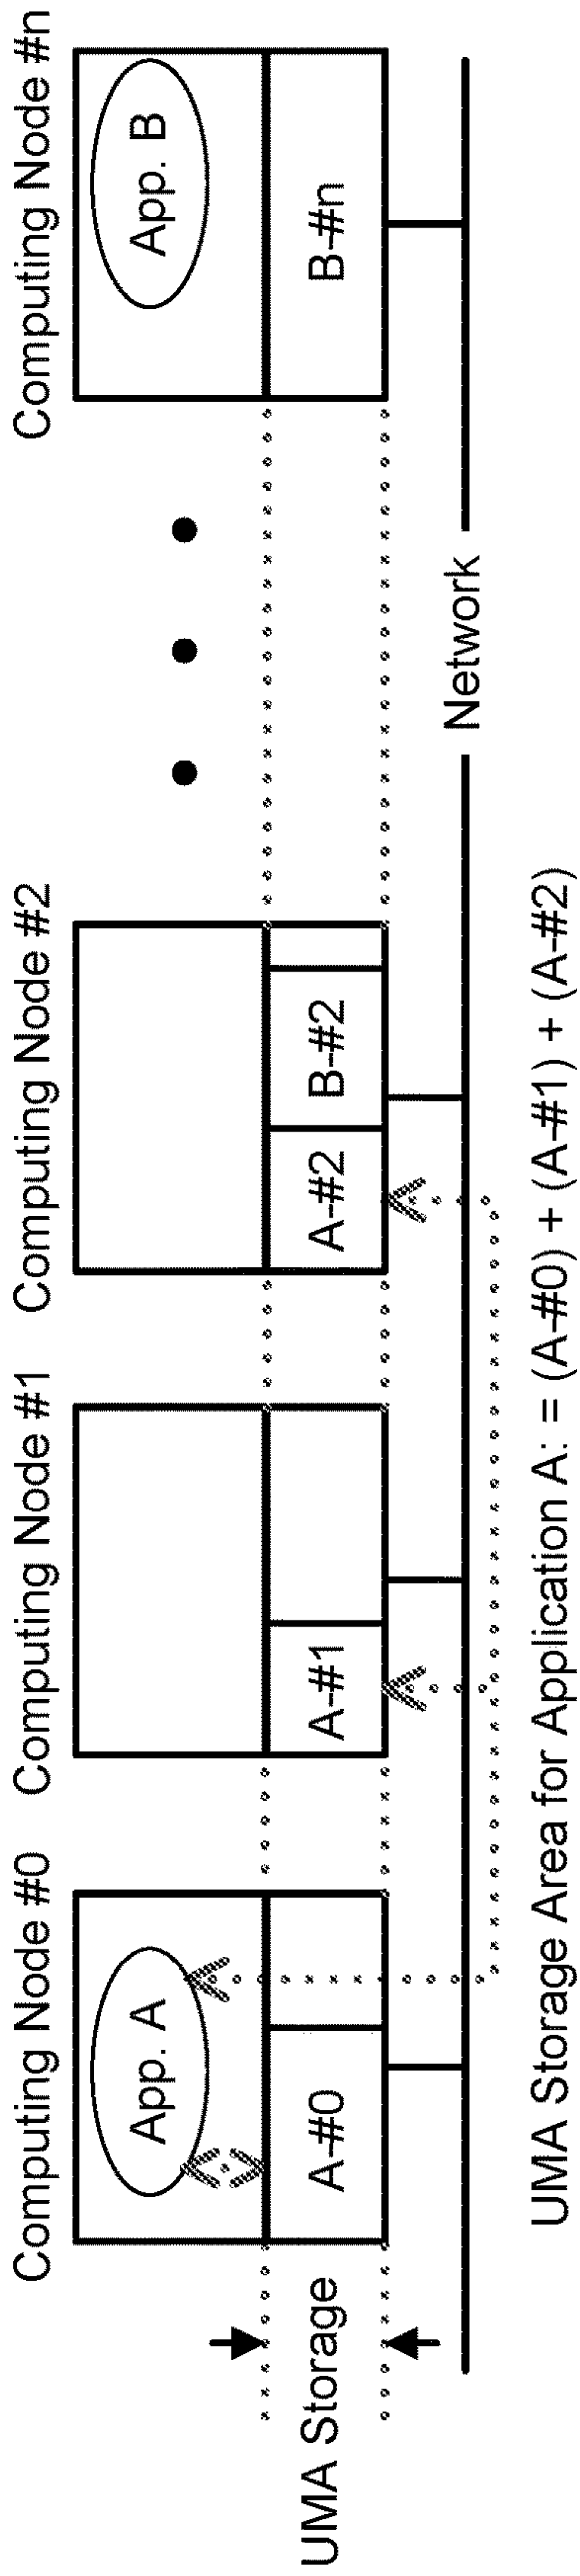 Computing Node #0
Computing Node #1
Computing Node #2
Computing Node #n
App. A
App. B
UMA Storage
A-#0
A-#1
A-#2
B-#2
B-#n
Network
UMA Storage Area for Application A: = (A-#0) + (A-#1) + (A-#2)